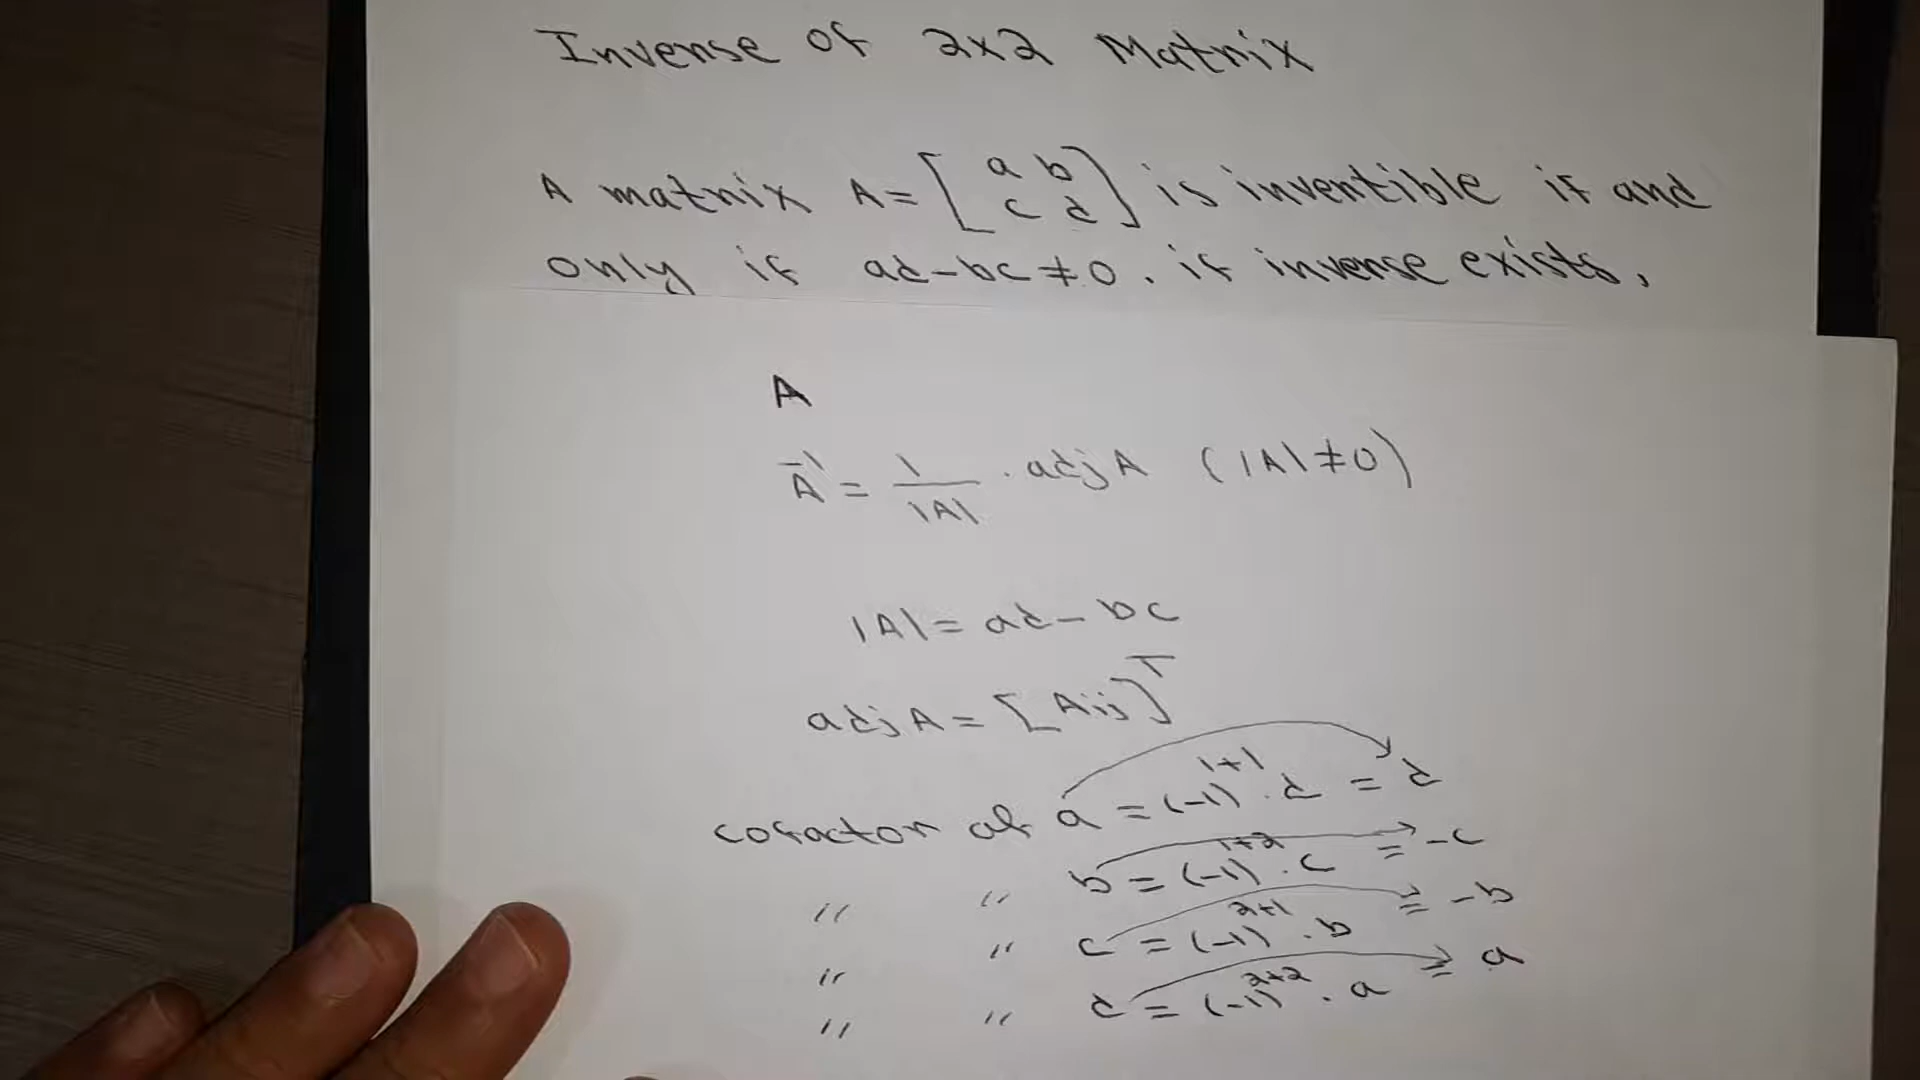 Inverse of 2x2 Matrix
A matrix A = [a b c d] is invertible if and
only if ad-bc ≠ 0. if inverse exists,
A
A⁻¹ = 1/|A| . adj A (|A| ≠ 0)
|A| = ad - bc
adj A = [Aij]ᵀ
cofactor of a = (-1)¹⁺¹ . d = d
" " b = (-1)¹⁺² . c = -c
" " c = (-1)²⁺¹ . b = -b
" " d = (-1)²⁺² . a = a